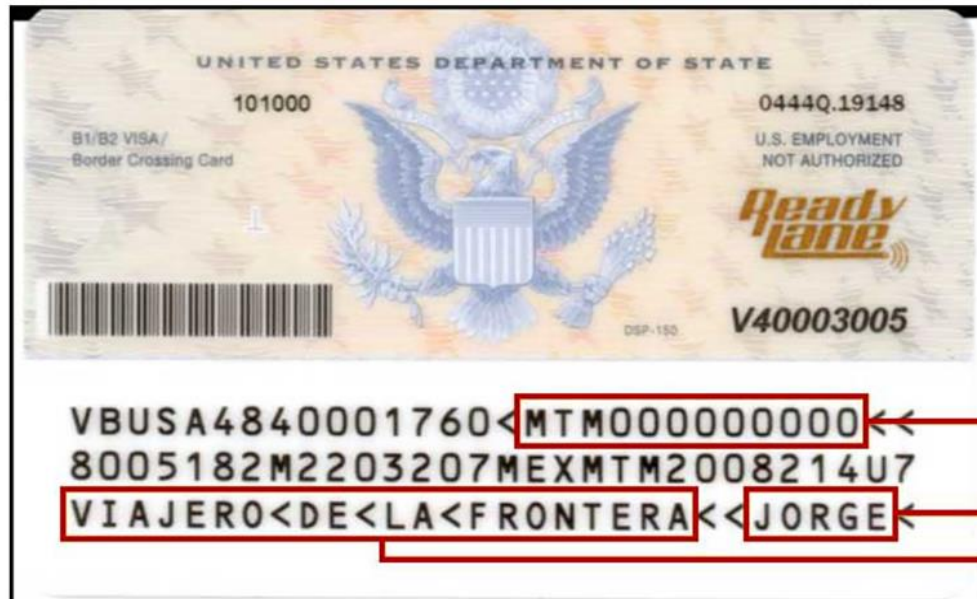 UNITED STATES DEPARTMENT OF STATE
101000
0444Q.19148
B1/B2 VISA/
Border Crossing Card
U.S. EMPLOYMENT
NOT AUTHORIZED
1
Ready
Lane
DSP-150
V40003005
VBUSA4840001760<MTM000000000<<
8005182M2203207MEXMTM2008214U7
VIAJERO<DE<LA<FRONTERA<<JORGE<